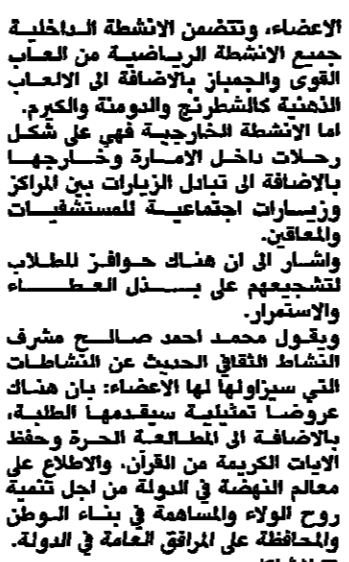 الاعضاء، وتتضمن الانشطة الداخلية
جميع الانشطة الرياضية من العاب
القوى والجمباز بالاضافة الى الالعاب
الذهنية كالشطرنج والدومنة والكيرم.
اما الانشطة الخارجية فهي على شكل
رحلات داخل الامارة وخارجها
بالاضافة الى تبادل الزيارات بين المراكز
وزيارات اجتماعية للمستشفيات
والمعاقين.
واشار الى ان هناك حوافز للطلاب
لتشجيعهم على بذل العطاء
والاستمرار.
ويقول محمد احمد صالح مشرف
النشاط الثقافي الحديث عن النشاطات
التي سيزاولها لها الاعضاء: بان هناك
عروضا تمثيلية سيقدمها الطلبة،
بالاضافة الى المطالعة الحرة وحفظ
الايات الكريمة من القرآن، والاطلاع على
معالم النهضة في الدولة من اجل تنمية
روح الولاء والمساهمة في بناء الوطن
والمحافظة على المرافق العامة في الدولة.